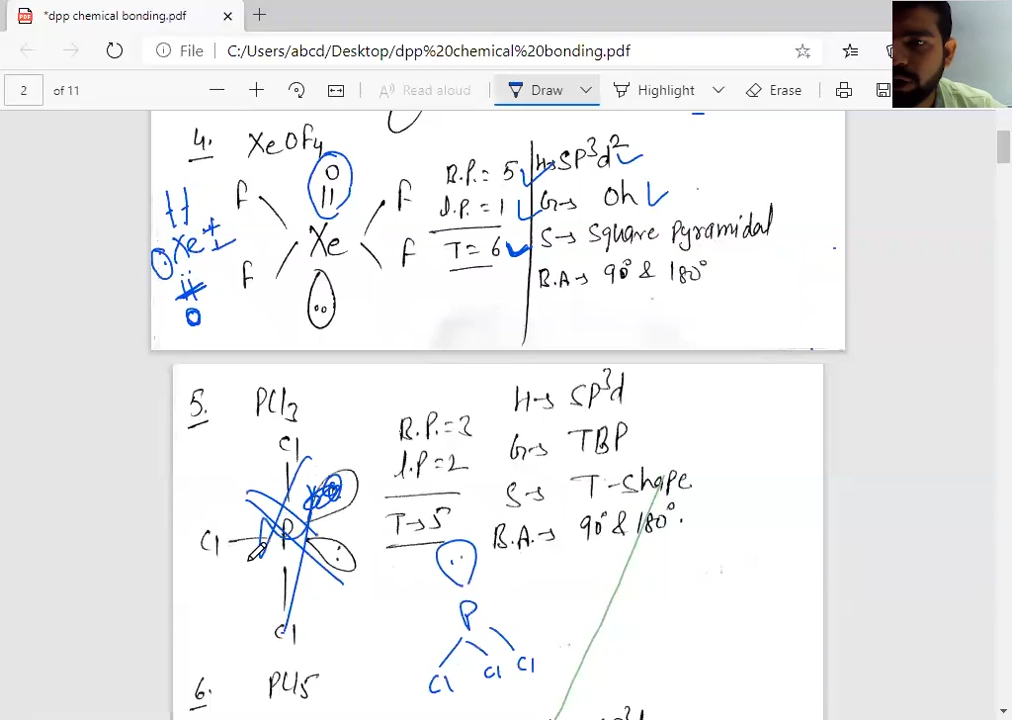 *dpp chemical bonding.pdf
File C:/Users/abcd/Desktop/dpp%20chemical%20bonding.pdf
2 of 11 Read aloud Draw Highlight Erase
4. XeOF4
O
F Xe F
F F
B.P. = 5
l.P. = 1
T = 6
H→ SP³d²
G→ Oh
S→ Square Pyramidal
B.A→ 90° & 180°
Xe
O
5. PCl3
Cl
Cl P
Cl
B.P. = 3
l.P = 2
T→ 5
H→ SP³d
G→ TBP
S→ T-shape
B.A.→ 90° & 180°.
P
Cl Cl Cl
6. PCl5